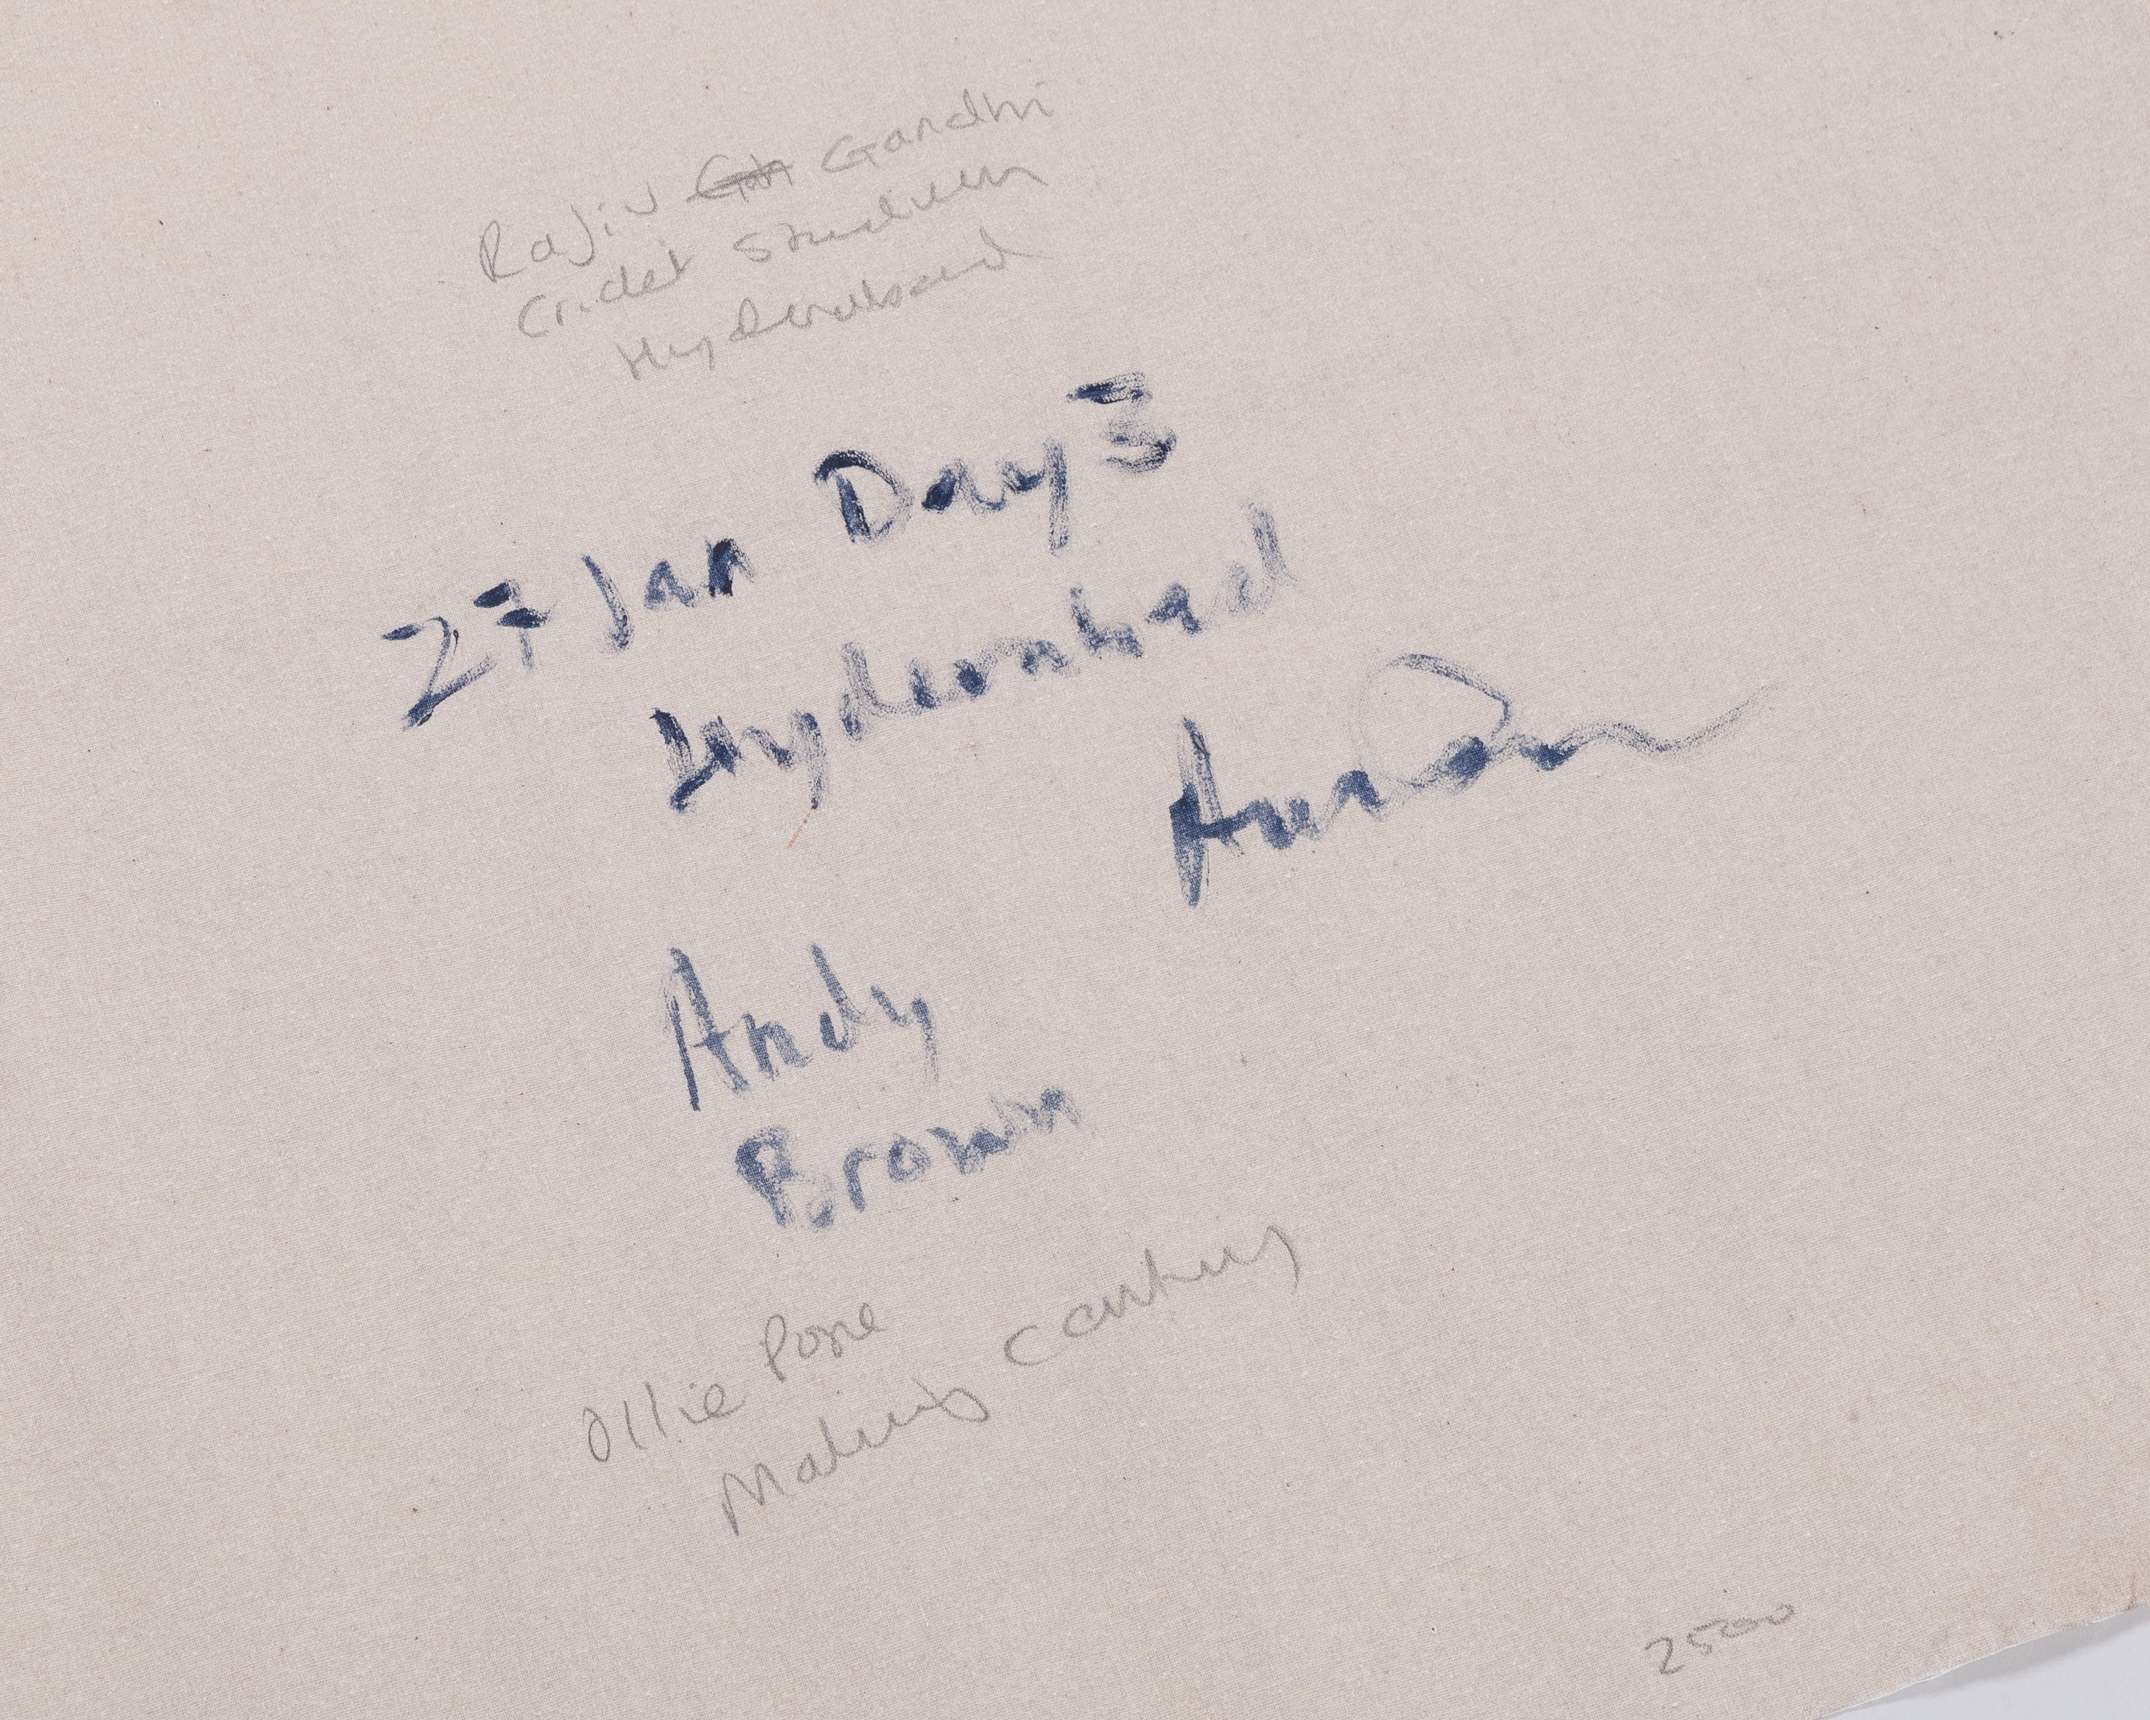 Rajiv Gandhi
Cricket Stadium
Hyderabad
27 Jan Day 3
Hyderabad
Andy
Brown
Ollie Pope
Making century
2500